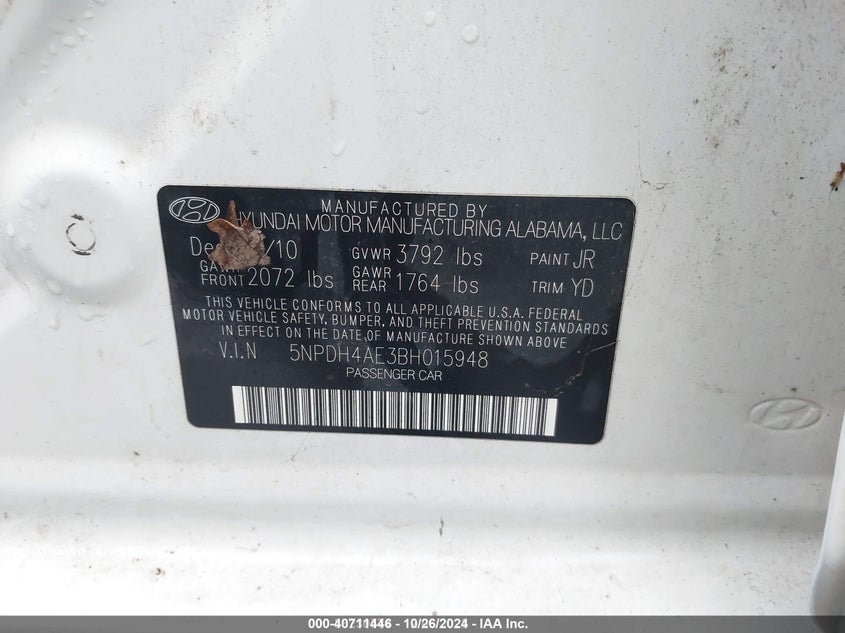 MANUFACTURED BY
HYUNDAI MOTOR MANUFACTURING ALABAMA, LLC
/10 GVWR 3792 lbs PAINT JR
FRONT 2072 lbs GAWR REAR 1764 lbs TRIM YD
THIS VEHICLE CONFORMS TO ALL APPLICABLE U.S.A. FEDERAL
MOTOR VEHICLE SAFETY, BUMPER, AND THEFT PREVENTION STANDARDS
IN EFFECT ON THE DATE OF MANUFACTURE SHOWN ABOVE
V.I.N 5NPDH4AE3BH015948
PASSENGER CAR
000-40711446 - 10/26/2024 - IAA Inc.